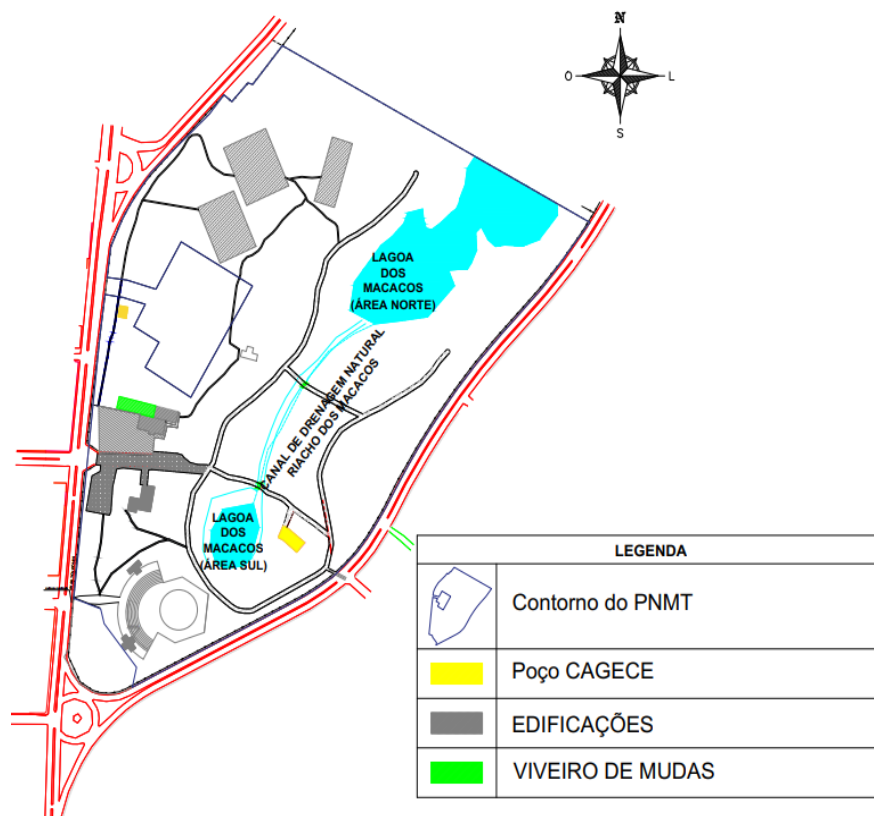 N
O
L
S
LAGOA
DOS
MACACOS
(ÁREA NORTE)
CANAL DE DRENAGEM NATURAL
RIACHO DOS MACACOS
LAGOA
DOS
MACACOS
(ÁREA SUL)
LEGENDA
Contorno do PNMT
Poço CAGECE
EDIFICAÇÕES
VIVEIRO DE MUDAS